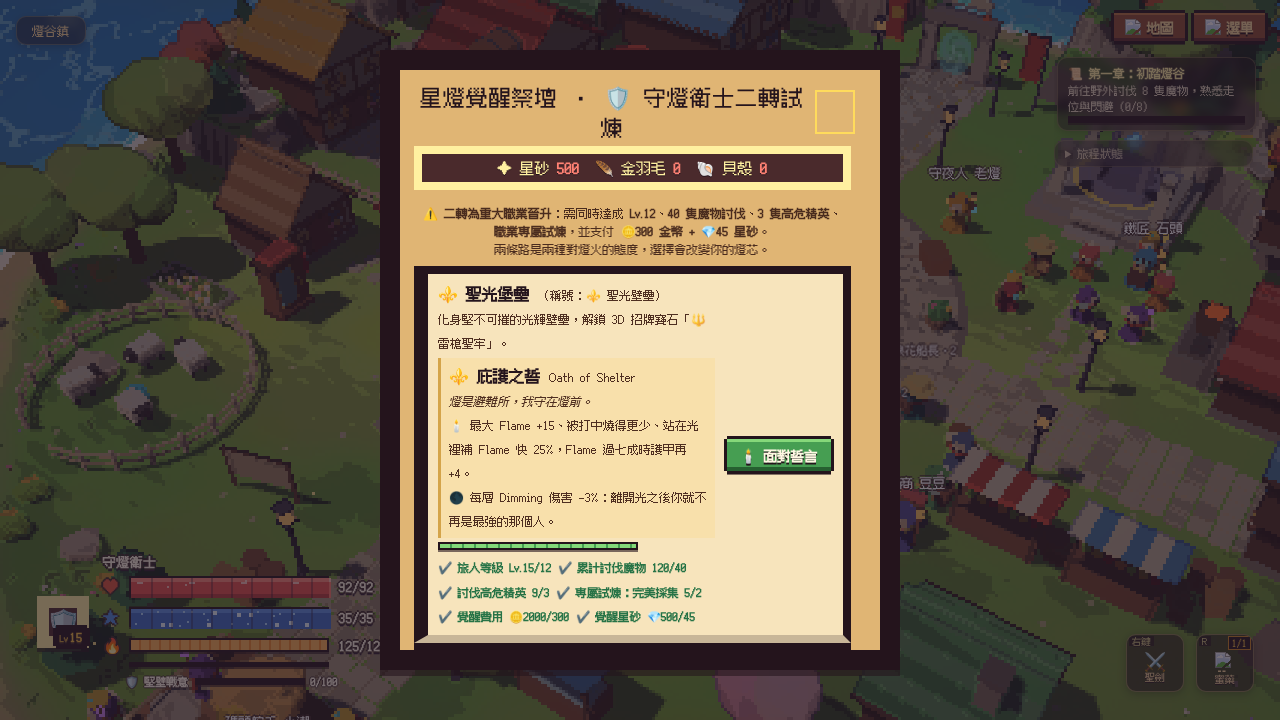 燈谷鎮
地圖
選單
第一章：初踏燈谷
前往野外討伐 8 隻魔物，熟悉走
位與閃避（0/8）
▶ 旅程狀態
守夜人 老燈
鐵匠 石頭
星燈覺醒祭壇 · 🛡️ 守燈衛士二轉試
煉
✦ 星砂 500 🪶 金羽毛 0 🐚 貝殼 0
⚠️ 二轉為重大職業晉升：需同時達成 Lv.12、40 隻魔物討伐、3 隻高危精英、
職業專屬試煉，並支付 🪙300 金幣 + 💎45 星砂。
兩條路是兩種對燈火的態度，選擇會改變你的燈芯。
⚜️ 聖光堡壘 （稱號：⚜️ 聖光壁壘）
化身堅不可摧的光輝壁壘，解鎖 3D 招牌寶石「🔱
雷槍聖宇」。
⚜️ 庇護之誓 Oath of Shelter
燈是避難所，我守在燈前。
🕯️ 最大 Flame +15、被打中燒得更少、站在光
裡補 Flame 快 25%，Flame 過七成時護甲再
+4。
🌑 每層 Dimming 傷害 -3%：離開光之後你就不
再是最強的那個人。
🕯️ 面對誓言
✔️ 旅人等級 Lv.15/12 ✔️ 累計討伐魔物 120/40
✔️ 討伐高危精英 9/3 ✔️ 專屬試煉：完美採集 5/2
✔️ 覺醒費用 🪙2000/300 ✔️ 覺醒星砂 💎500/45
花船長·2
商 豆豆
守燈衛士
92/92
35/35
125/12
Lv15
🛡️ 堅壁戰意
0/100
右鍵
聖劍
R
1/1